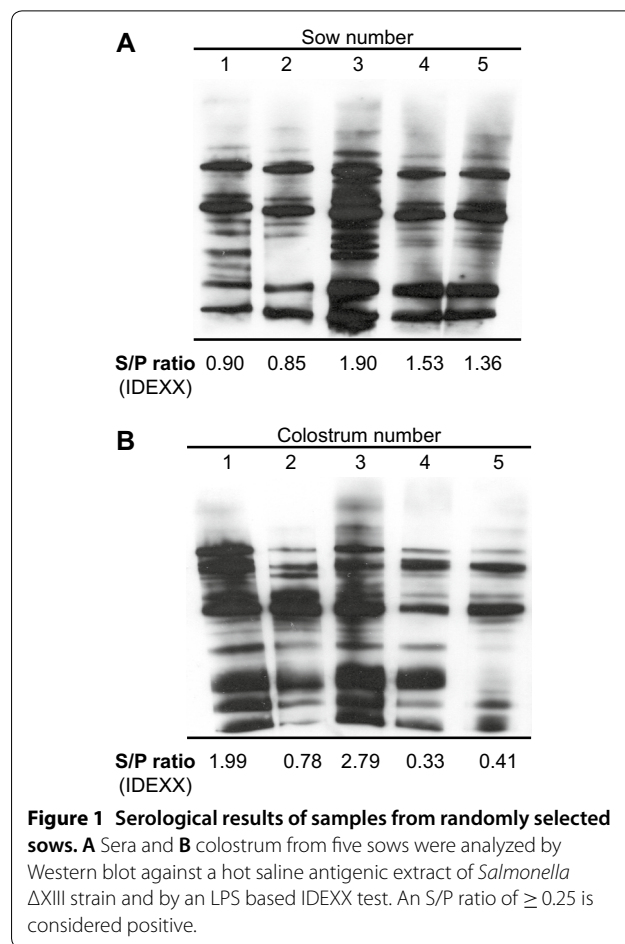 A
Sow number
1 2 3 4 5
S/P ratio 0.90 0.85 1.90 1.53 1.36
(IDEXX)
B
Colostrum number
1 2 3 4 5
S/P ratio 1.99 0.78 2.79 0.33 0.41
(IDEXX)
Figure 1 Serological results of samples from randomly selected
sows. A Sera and B colostrum from five sows were analyzed by
Western blot against a hot saline antigenic extract of Salmonella
ΔXIII strain and by an LPS based IDEXX test. An S/P ratio of ≥ 0.25 is
considered positive.